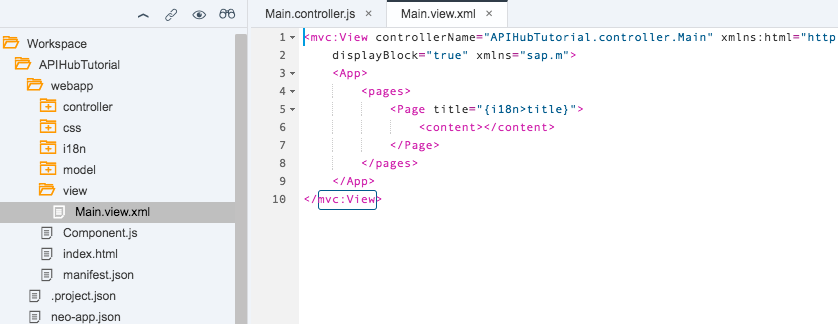 Main.controller.js × Main.view.xml ×
Workspace
APIHubTutorial
webapp
controller
css
i18n
model
view
Main.view.xml
Component.js
index.html
manifest.json
.project.json
neo-app.json
1 <mvc:View controllerName="APIHubTutorial.controller.Main" xmlns:html="http
2 displayBlock="true" xmlns="sap.m">
3 <App>
4 <pages>
5 <Page title="{i18n>title}">
6 <content></content>
7 </Page>
8 </pages>
9 </App>
10 </mvc:View>